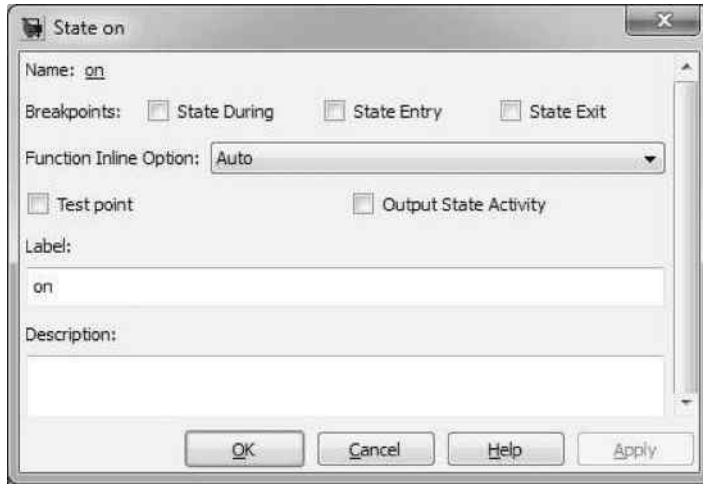 State on
Name: on
Breakpoints: State During State Entry State Exit
Function Inline Option: Auto
Test point Output State Activity
Label:
on
Description:
OK Cancel Help Apply